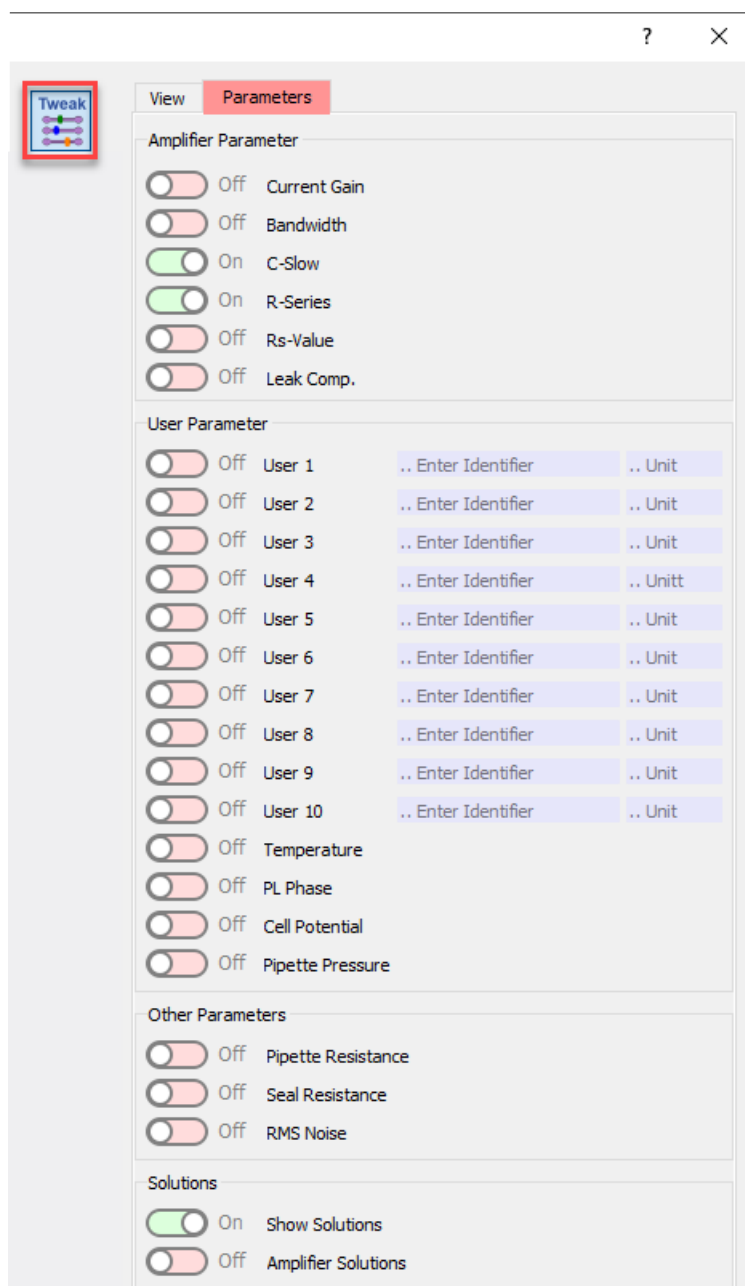 ?
Tweak
View Parameters
Amplifier Parameter
Off Current Gain
Off Bandwidth
On C-Slow
On R-Series
Off Rs-Value
Off Leak Comp.
User Parameter
Off User 1 .. Enter Identifier .. Unit
Off User 2 .. Enter Identifier .. Unit
Off User 3 .. Enter Identifier .. Unit
Off User 4 .. Enter Identifier .. Unitt
Off User 5 .. Enter Identifier .. Unit
Off User 6 .. Enter Identifier .. Unit
Off User 7 .. Enter Identifier .. Unit
Off User 8 .. Enter Identifier .. Unit
Off User 9 .. Enter Identifier .. Unit
Off User 10 .. Enter Identifier .. Unit
Off Temperature
Off PL Phase
Off Cell Potential
Off Pipette Pressure
Other Parameters
Off Pipette Resistance
Off Seal Resistance
Off RMS Noise
Solutions
On Show Solutions
Off Amplifier Solutions